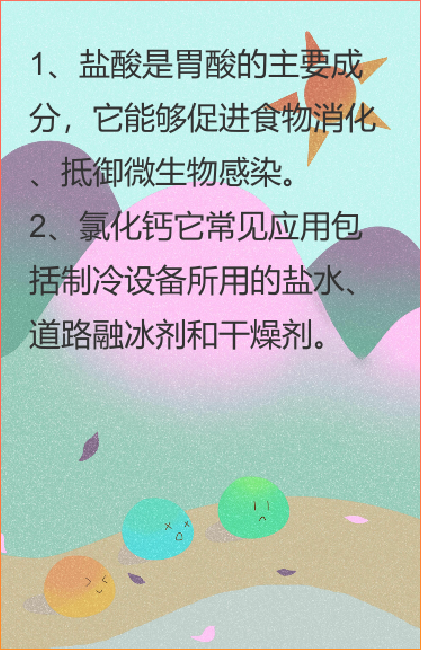 1、盐酸是胃酸的主要成
分，它能够促进食物消化
、抵御微生物感染。
2、氯化钙它常见应用包
括制冷设备所用的盐水、
道路融冰剂和干燥剂。